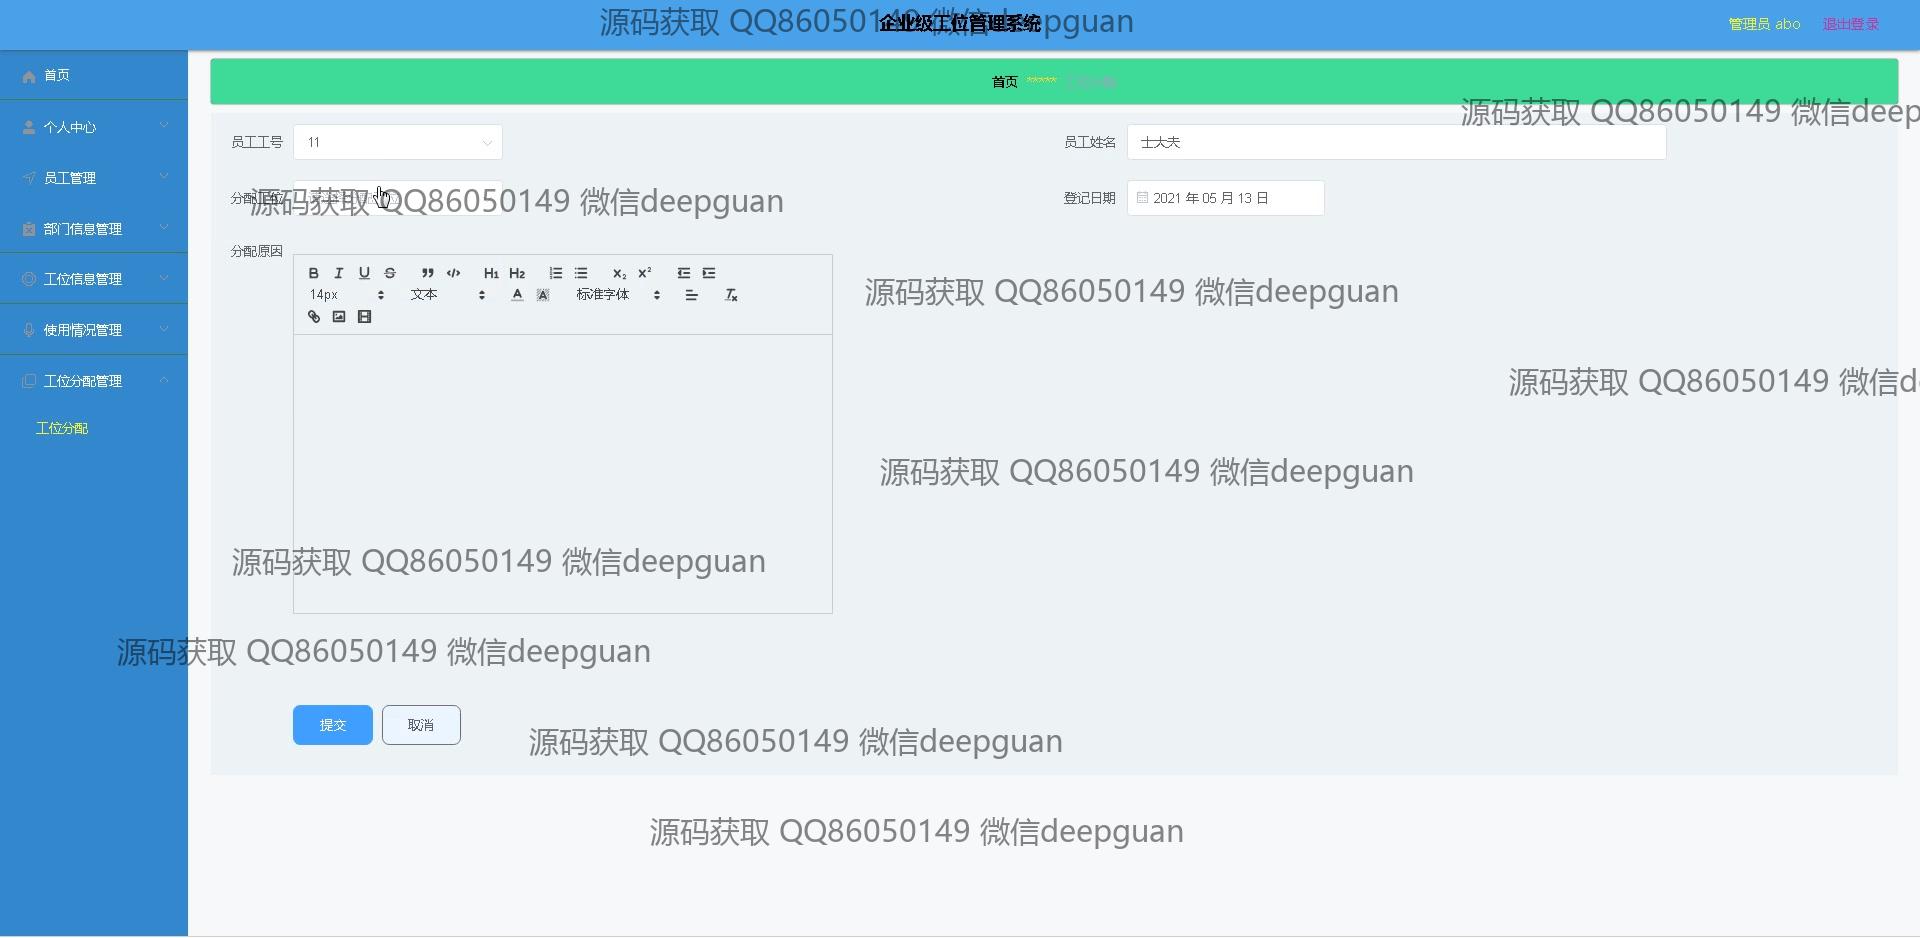 企业级工位管理系统
源码获取 QQ86050149 微信deepguan
管理员 abo
退出登录
首页
个人中心
员工管理
部门信息管理
工位信息管理
使用情况管理
工位分配管理
工位分配
首页 *****
源码获取 QQ86050149 微信deep
员工工号 11
员工姓名 士大夫
分配工位
源码获取 QQ86050149 微信deepguan
登记日期 2021 年 05 月 13 日
分配原因
B I U S H1 H2 X2 X2
14px 文本 A A 标准字体 Tx
源码获取 QQ86050149 微信deepguan
源码获取 QQ86050149 微信d
源码获取 QQ86050149 微信deepguan
源码获取 QQ86050149 微信deepguan
源码获取 QQ86050149 微信deepguan
提交 取消
源码获取 QQ86050149 微信deepguan
源码获取 QQ86050149 微信deepguan